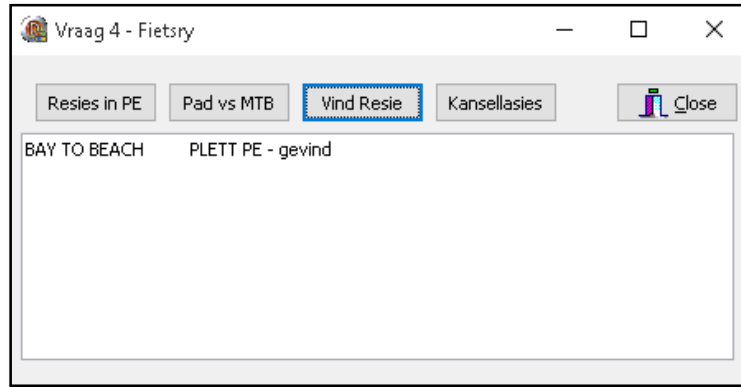 Vraag 4 - Fietsry
Resies in PE Pad vs MTB Vind Resie Kansellasies Close
BAY TO BEACH PLETT PE - gevind